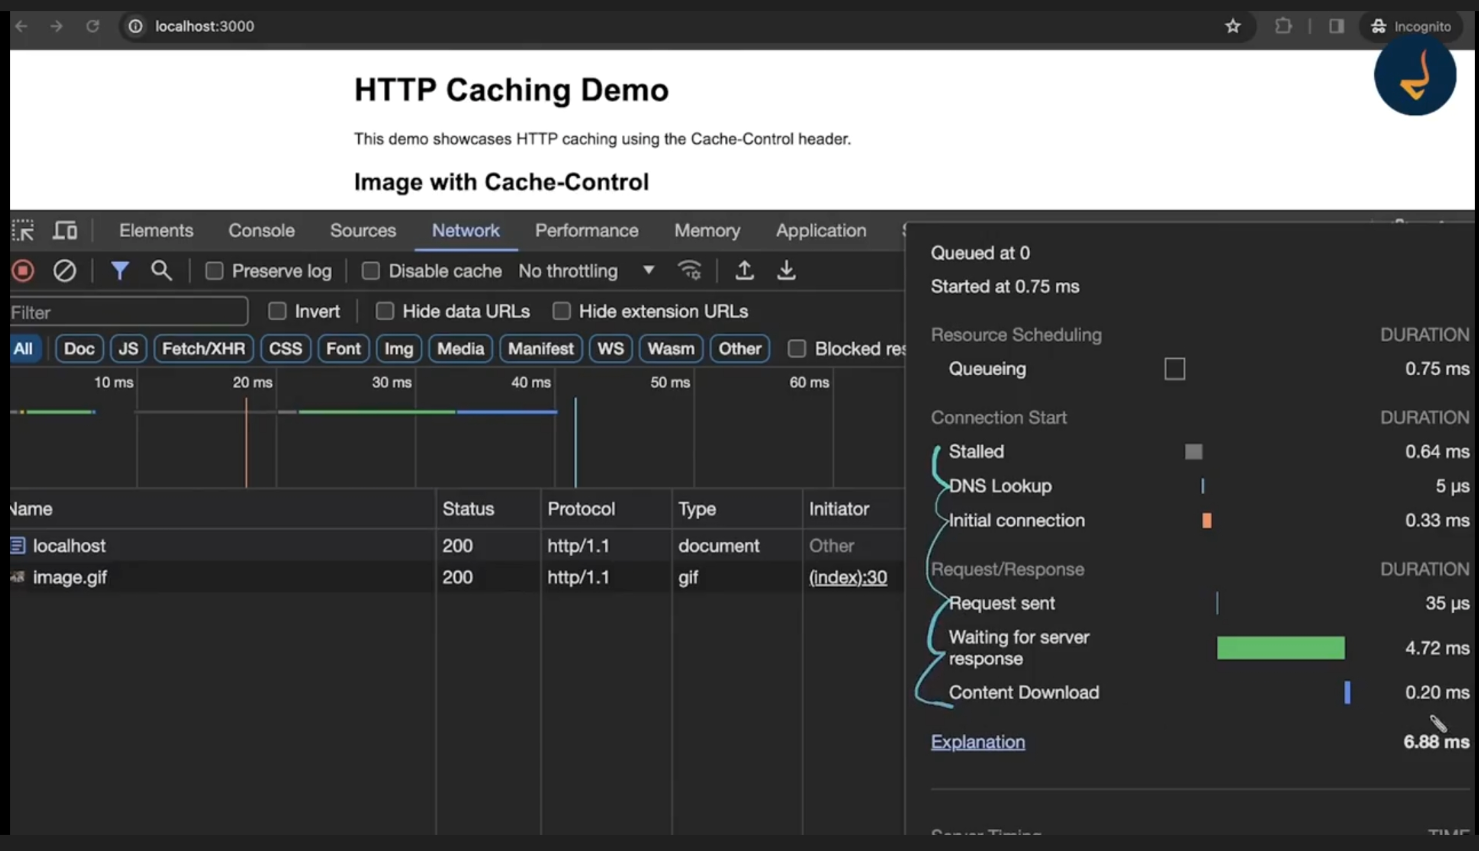 localhost:3000
Incognito
HTTP Caching Demo
This demo showcases HTTP caching using the Cache-Control header.
Image with Cache-Control
Elements Console Sources Network Performance Memory Application
Preserve log Disable cache No throttling
Filter Invert Hide data URLs Hide extension URLs
All Doc JS Fetch/XHR CSS Font Img Media Manifest WS Wasm Other Blocked res
10 ms 20 ms 30 ms 40 ms 50 ms 60 ms
Name Status Protocol Type Initiator
localhost 200 http/1.1 document Other
image.gif 200 http/1.1 gif (index):30
Queued at 0
Started at 0.75 ms
Resource Scheduling DURATION
Queueing 0.75 ms
Connection Start DURATION
Stalled 0.64 ms
DNS Lookup 5 μs
Initial connection 0.33 ms
Request/Response DURATION
Request sent 35 μs
Waiting for server
response 4.72 ms
Content Download 0.20 ms
Explanation 6.88 ms
Server Timing TIME